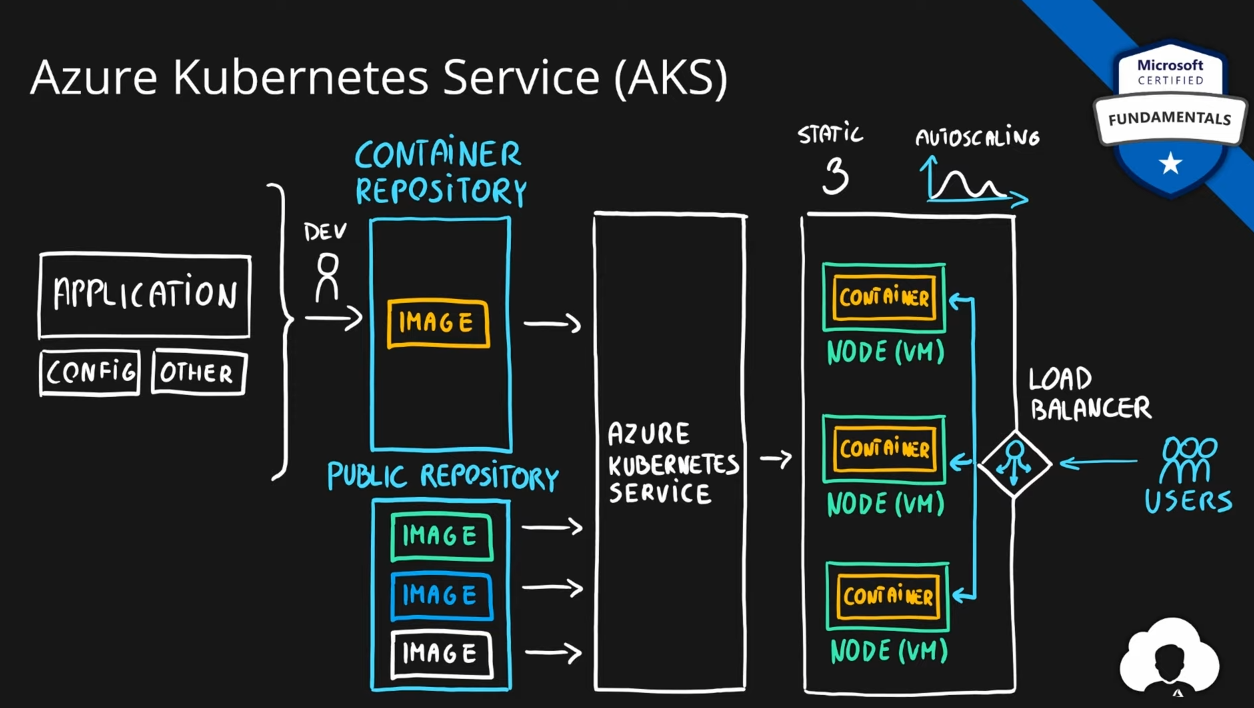 Azure Kubernetes Service (AKS)
Microsoft
CERTIFIED
FUNDAMENTALS
APPLICATION
CONFIG
OTHER
DEV
CONTAINER
REPOSITORY
IMAGE
PUBLIC REPOSITORY
IMAGE
IMAGE
IMAGE
AZURE
KUBERNETES
SERVICE
STATIC
3
AUTOSCALING
CONTAINER
NODE (VM)
CONTAINER
NODE (VM)
CONTAINER
NODE (VM)
LOAD
BALANCER
USERS